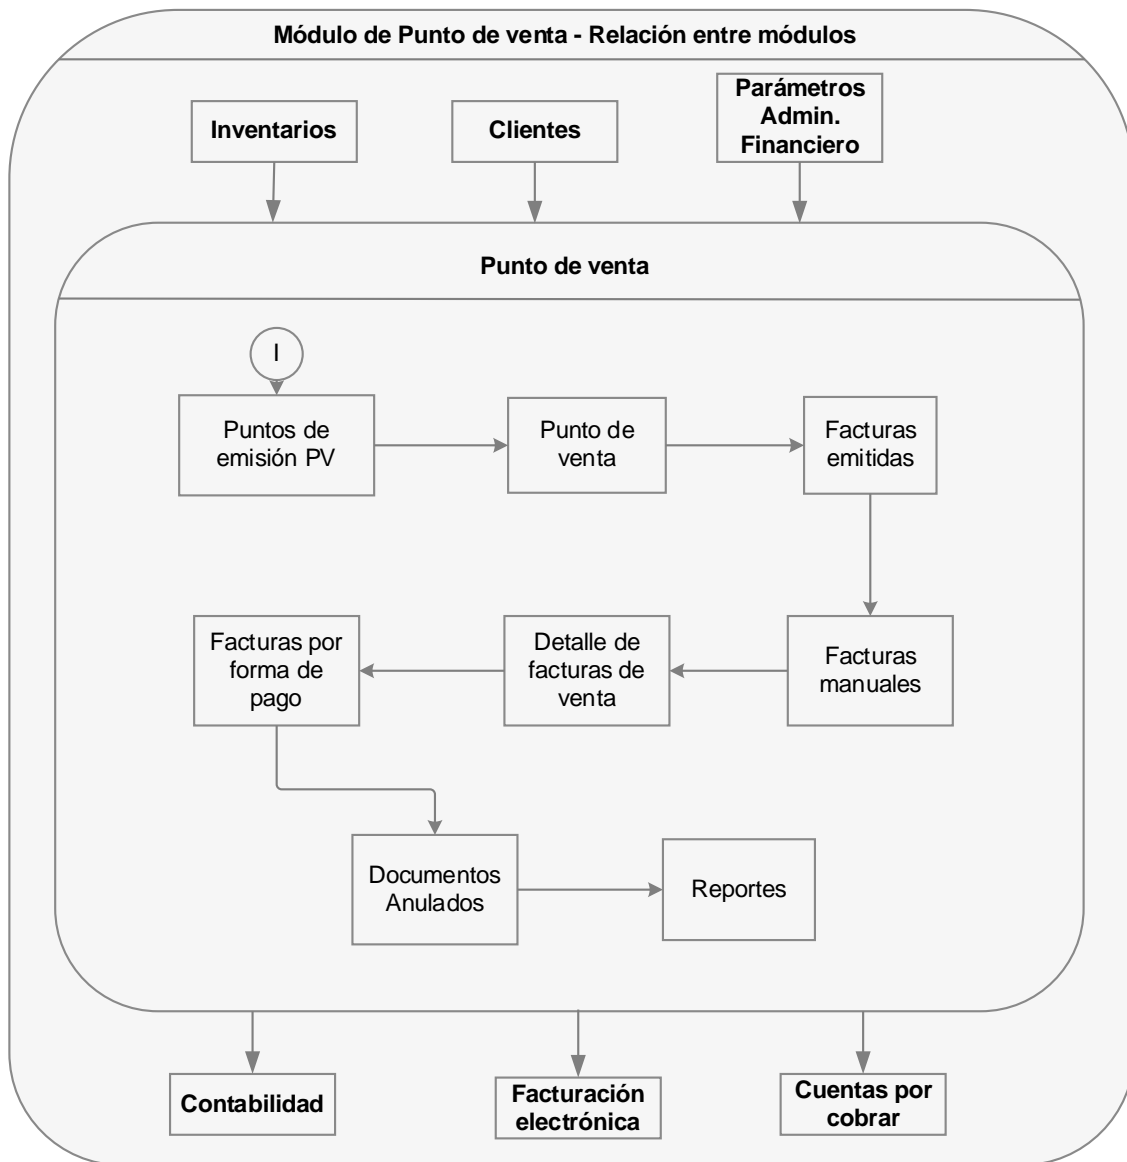 Módulo de Punto de venta - Relación entre módulos
Inventarios
Clientes
Parámetros
Admin.
Financiero
Punto de venta
I
Puntos de
emisión PV
Punto de
venta
Facturas
emitidas
Facturas por
forma de
pago
Detalle de
facturas de
venta
Facturas
manuales
Documentos
Anulados
Reportes
Contabilidad
Facturación
electrónica
Cuentas por
cobrar